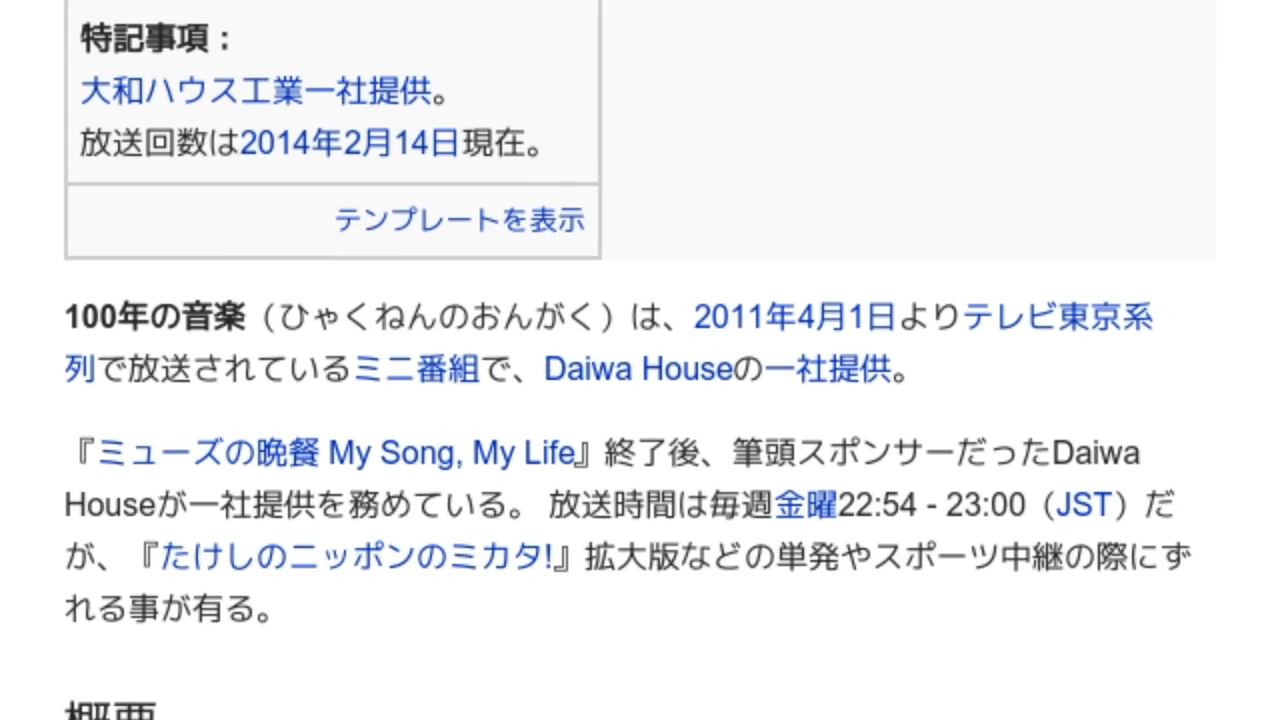 特記事項：
大和ハウス工業一社提供。
放送回数は2014年2月14日現在。
テンプレートを表示
100年の音楽（ひゃくねんのおんがく）は、2011年4月1日よりテレビ東京系
列で放送されているミニ番組で、Daiwa Houseの一社提供。
『ミューズの晩餐 My Song, My Life』終了後、筆頭スポンサーだったDaiwa
Houseが一社提供を務めている。 放送時間は毎週金曜22:54 - 23:00（JST）だ
が、『たけしのニッポンのミカタ!』拡大版などの単発やスポーツ中継の際にず
れる事が有る。
概要